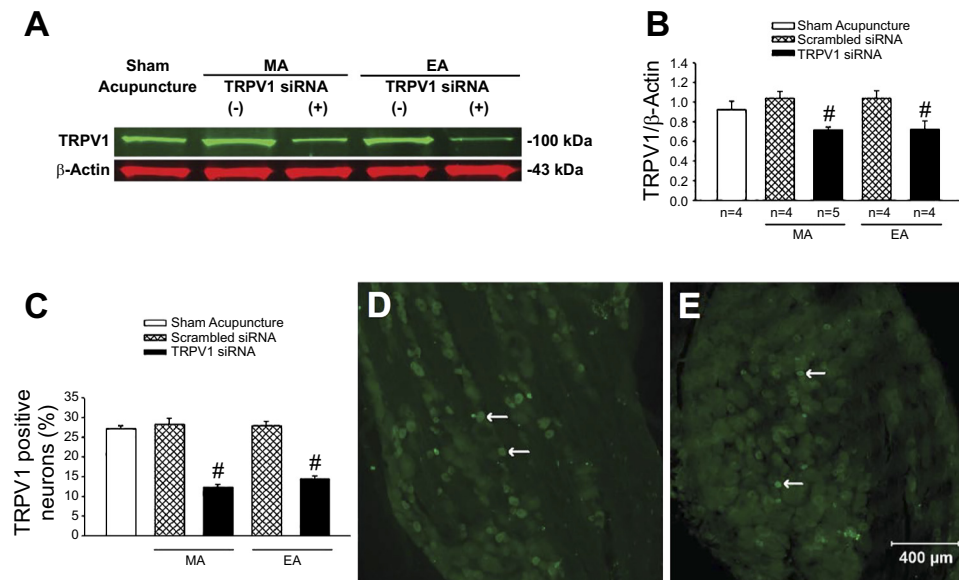 A
Sham Acupuncture
MA
EA
TRPV1 siRNA
TRPV1 siRNA
(-)
(+)
(-)
(+)
TRPV1
-100 kDa
β-Actin
-43 kDa
B
Sham Acupuncture
Scrambled siRNA
TRPV1 siRNA
TRPV1/β-Actin
1.4
1.2
1.0
0.8
0.6
0.4
0.2
0.0
#
#
n=4
n=4
n=5
n=4
n=4
MA
EA
C
Sham Acupuncture
Scrambled siRNA
TRPV1 siRNA
TRPV1 positive
neurons (%)
35
30
25
20
15
10
5
0
#
#
MA
EA
D
E
400 µm